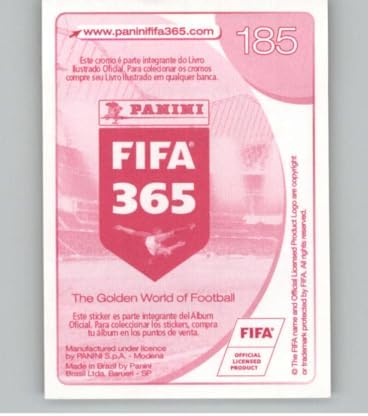 www.paninififa365.com
185
Este cromo é parte integrante do Livro
Ilustrado Oficial. Para colecionar os cromos
compre seu Livro Ilustrado em qualquer banca.
PANINI
FIFA®
365
The Golden World of Football
Este sticker es parte integrante del Álbum
Oficial. Para coleccionar los stickers, compra
tu álbum en los puntos de venta.
Manufactured under licence
by PANINI S.p.A. - Modena
Made in Brazil by Panini
Brasil Ltda, Barueri - SP
FIFA®
OFFICIAL
LICENSED
PRODUCT
© The FIFA name and Official Licensed Product Logo are copyright
or trademark protected by FIFA. All rights reserved.